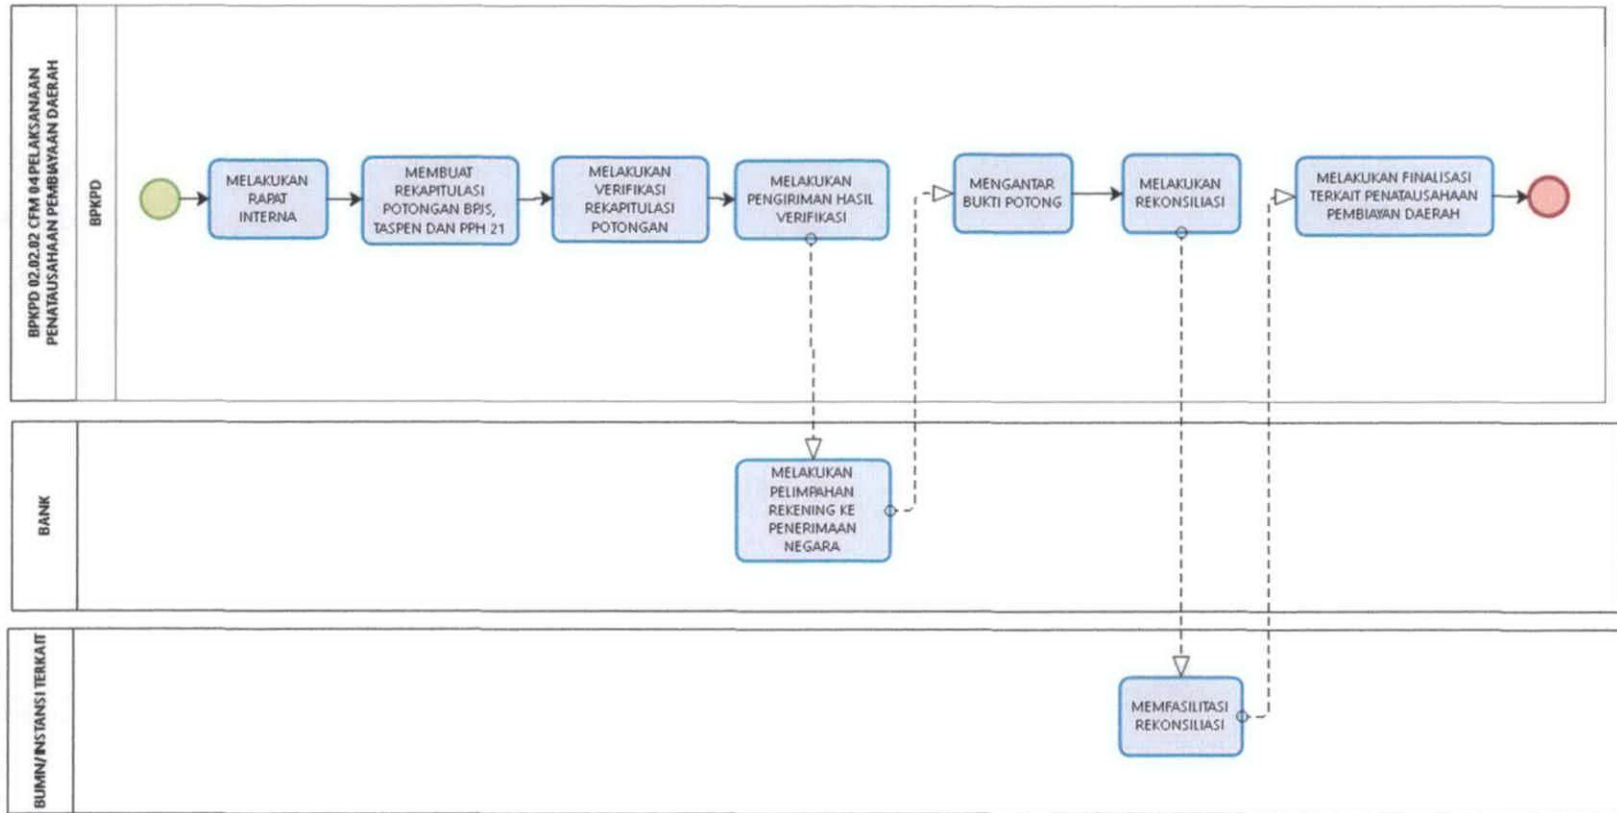 BPKPD 02.02.02 CFM 04 PELAKSANAAN
PENATAUSAHAAN PEMBIAYAAN DAERAH
BPKPD
MELAKUKAN
RAPAT
INTERNA
MEMBUAT
REKAPITULASI
POTONGAN BPJS,
TASPEN DAN PPH 21
MELAKUKAN
VERIFIKASI
REKAPITULASI
POTONGAN
MELAKUKAN
PENGIRIMAN HASIL
VERIFIKASI
MENGANTAR
BUKTI POTONG
MELAKUKAN
REKONSILIASI
MELAKUKAN FINALISASI
TERKAIT PENATAUSAHAAN
PEMBIAYAN DAERAH
BANK
MELAKUKAN
PELIMPAHAN
REKENING KE
PENERIMAAN
NEGARA
BUMN/INSTANSI TERKAIT
MEMFASILITASI
REKONSILIASI